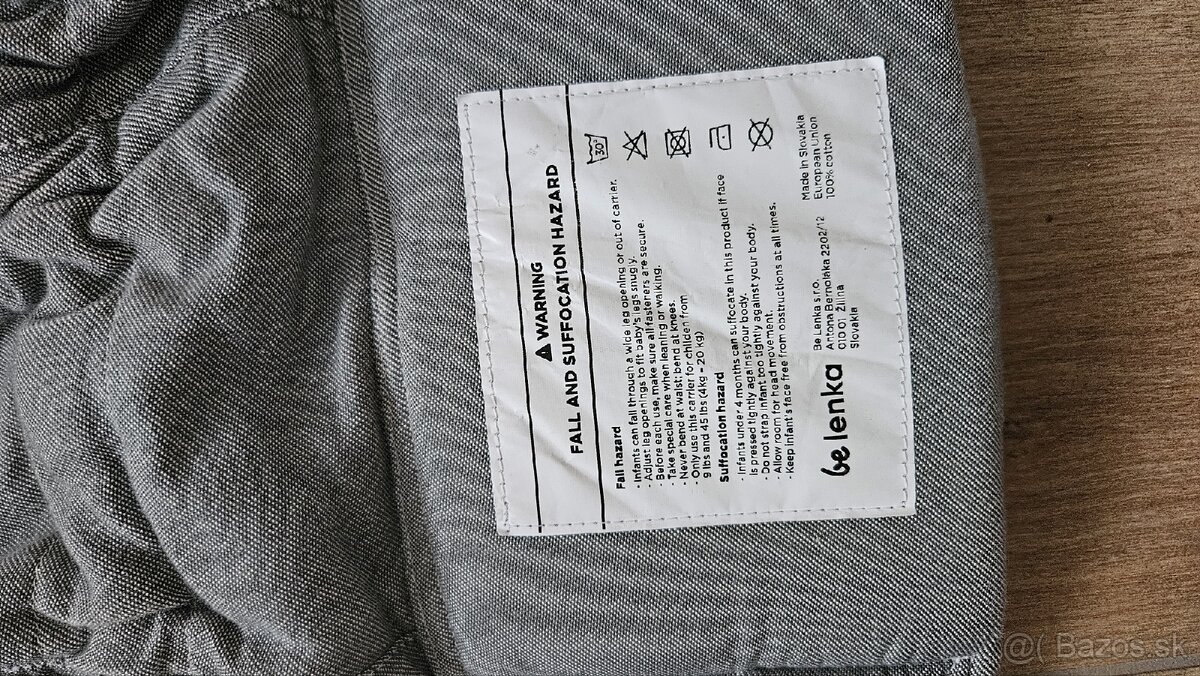 ⚠ WARNING
FALL AND SUFFOCATION HAZARD
30°
Fall hazard
- Infants can fall through a wide leg opening or out of carrier.
- Adjust leg openings to fit baby's legs snugly.
- Before each use, make sure all fasterers are secure.
- Take special care when leaning or walking.
- Never bend at waist; bend at knees.
- Only use this carrier for childen from
9 lbs and 45 lbs (4kg - 20 kg)
Suffocation hazard
- Infants under 4 months can suffocate in this product if face
is pressed tightly against your body.
- Do not strap infant too tightly against your body.
- Allow room for head movement.
- Keep infant's face free from obstructions at all times.
be lenka
Be Lenka s.r.o.
Antona Bernoláka 2202/12
010 01 Žilina
Slovakia
Made in Slovakia
European Union
100% cotton
@( Bazos.sk